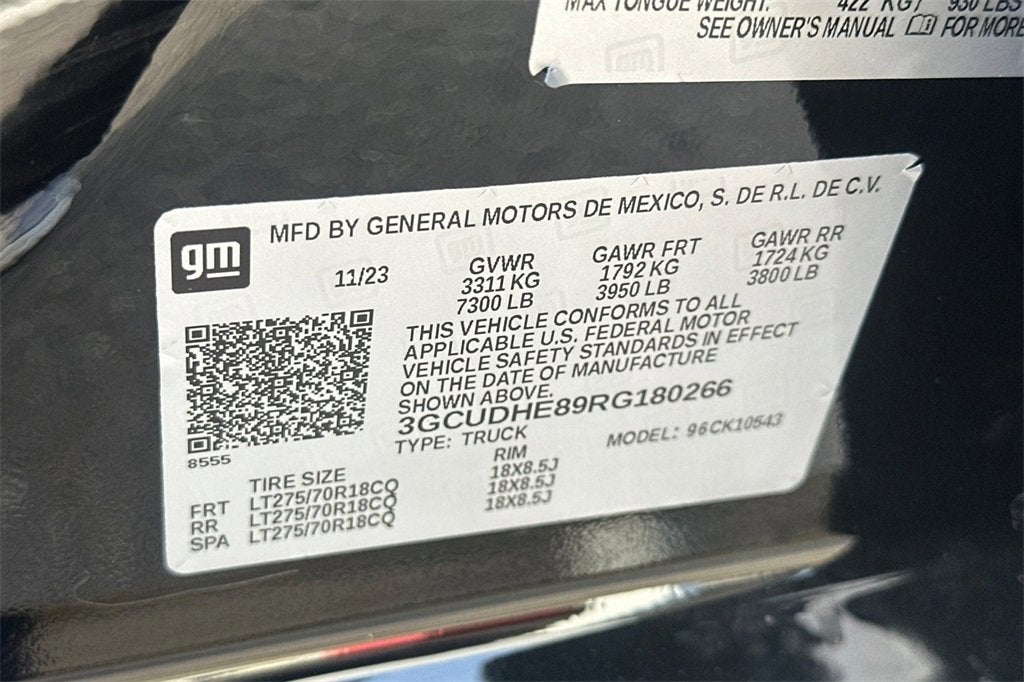 MAX TONGUE WEIGHT: 422 KG / 930 LBS
SEE OWNER'S MANUAL FOR MORE
gm
MFD BY GENERAL MOTORS DE MEXICO, S. DE R.L. DE C.V.
11/23 GVWR GAWR FRT GAWR RR
3311 KG 1792 KG 1724 KG
7300 LB 3950 LB 3800 LB
THIS VEHICLE CONFORMS TO ALL
APPLICABLE U.S. FEDERAL MOTOR
VEHICLE SAFETY STANDARDS IN EFFECT
ON THE DATE OF MANUFACTURE
SHOWN ABOVE.
3GCUDHE89RG180266
TYPE: TRUCK MODEL: 96CK10543
8555
TIRE SIZE RIM
FRT LT275/70R18CQ 18X8.5J
RR LT275/70R18CQ 18X8.5J
SPA LT275/70R18CQ 18X8.5J